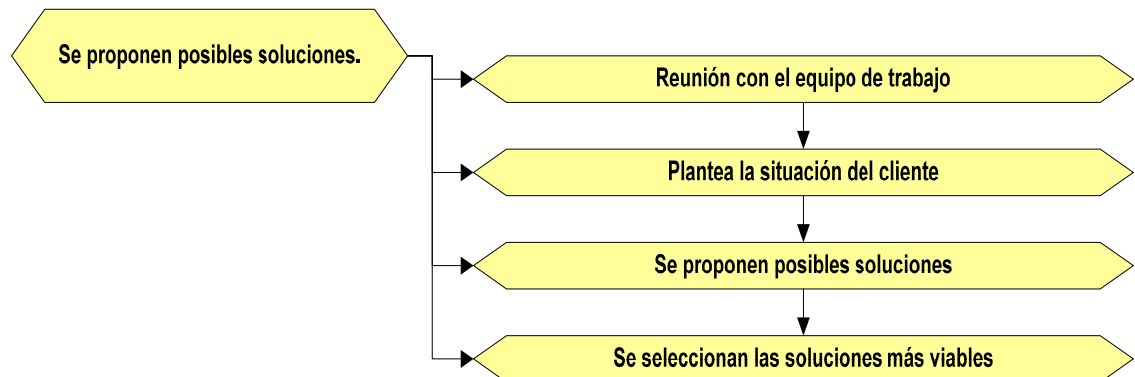 Se proponen posibles soluciones.
Reunión con el equipo de trabajo
Plantea la situación del cliente
Se proponen posibles soluciones
Se seleccionan las soluciones más viables